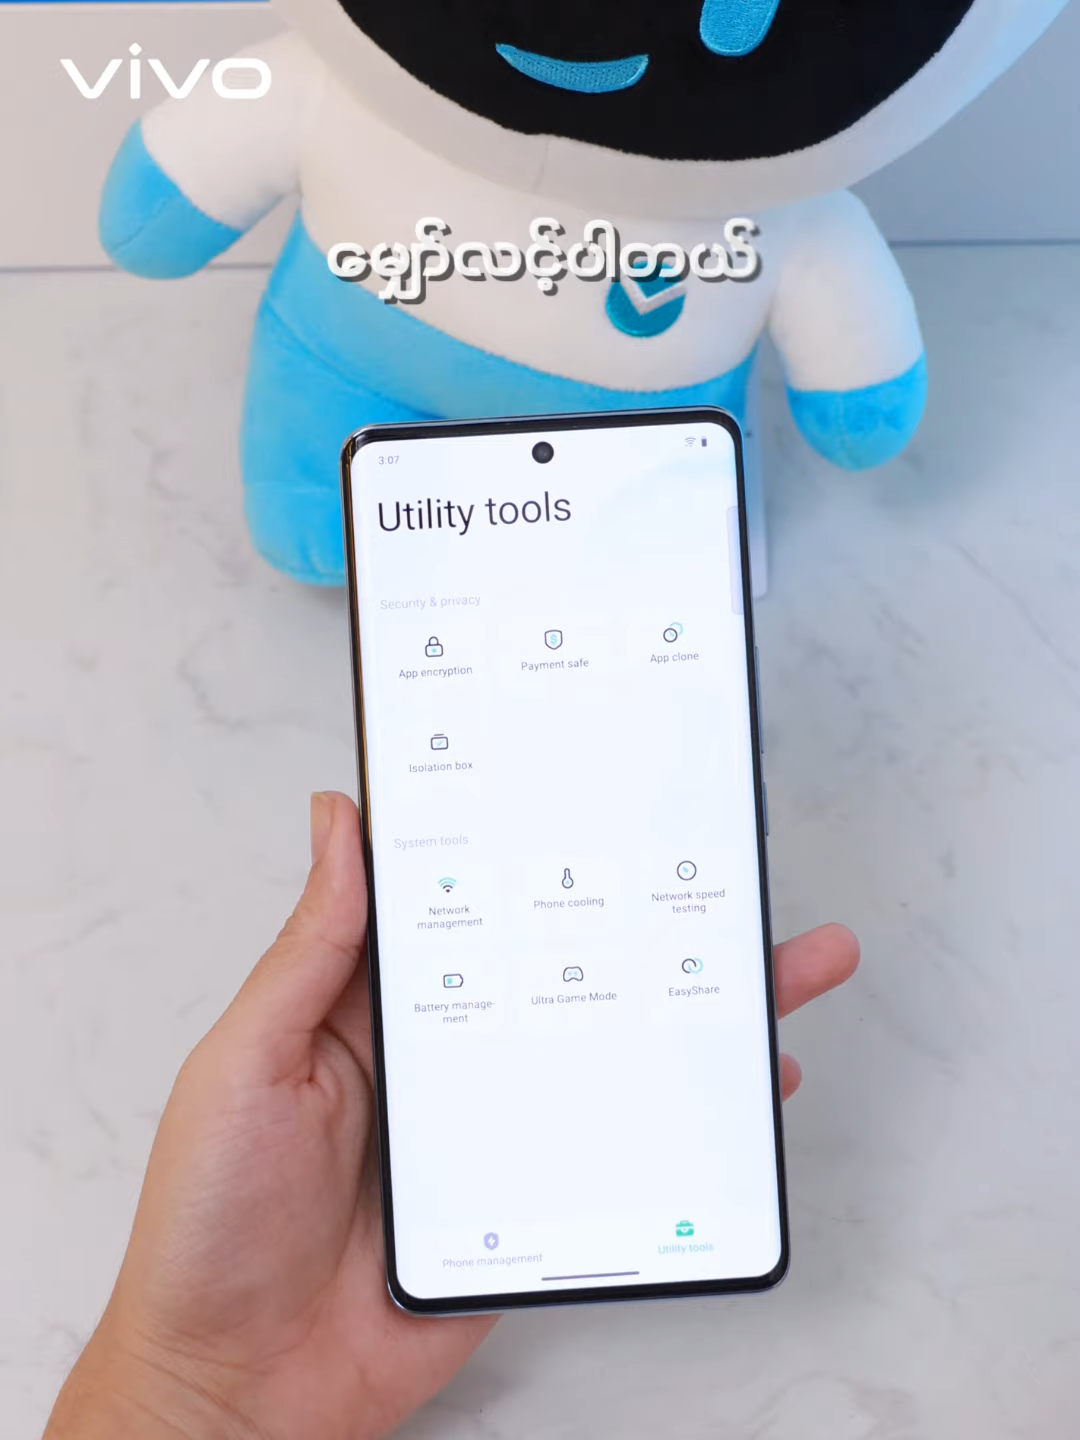 vivo
မျှော်လင့်ပါတယ်
3:07
Utility tools
Security & privacy
App encryption
Payment safe
App clone
Isolation box
System tools
Network
management
Phone cooling
Network speed
testing
Battery manage-
ment
Ultra Game Mode
EasyShare
Phone management
Utility tools